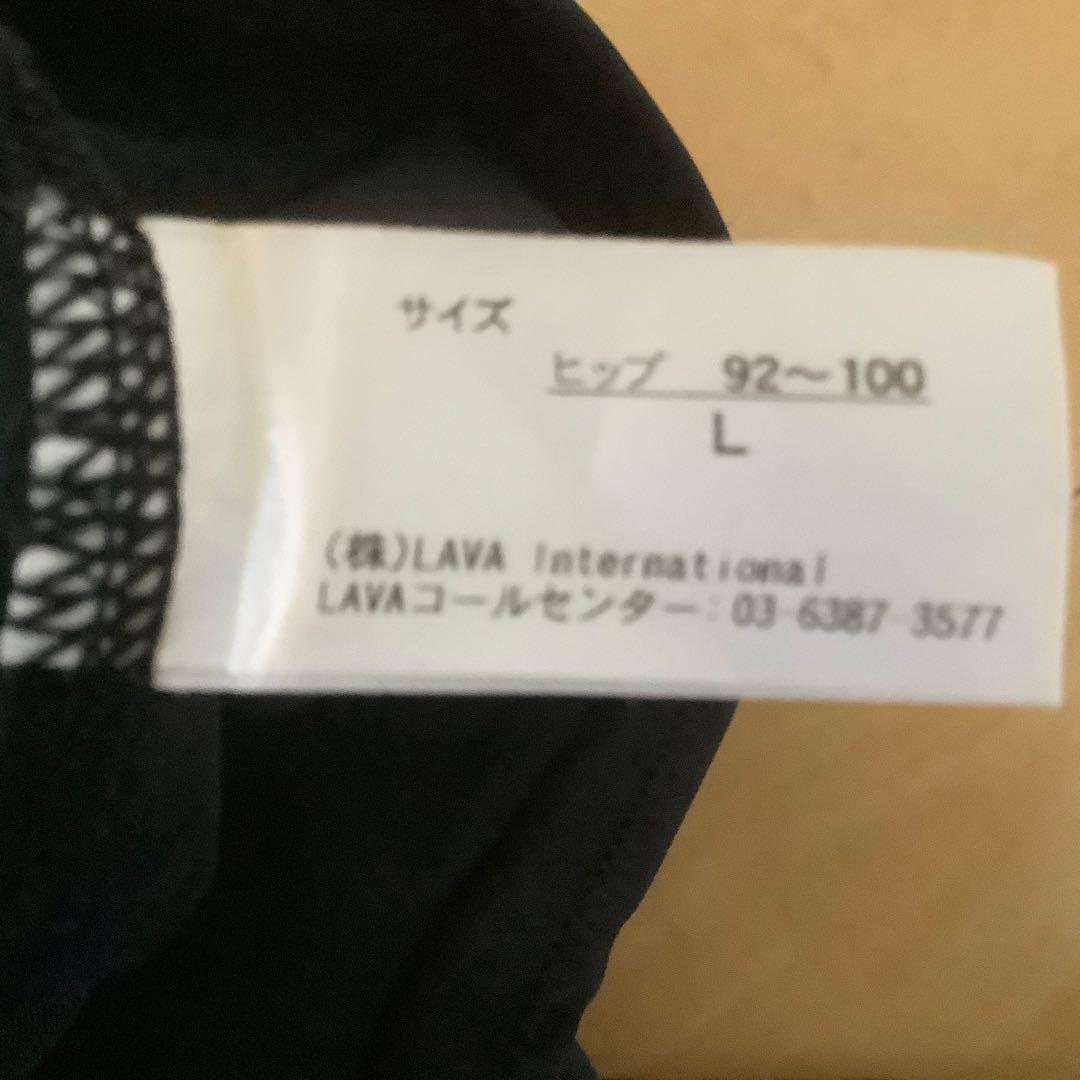 サイズ
ヒップ 92～100
L
(株)LAVA International
LAVAコールセンター:03-6387-3577